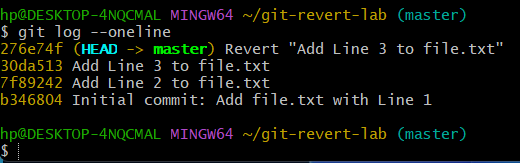 hp@DESKTOP-4NQCMAL MINGW64 ~/git-revert-lab (master)
$ git log --oneline
276e74f (HEAD -> master) Revert "Add Line 3 to file.txt"
30da513 Add Line 3 to file.txt
7f89242 Add Line 2 to file.txt
b346804 Initial commit: Add file.txt with Line 1
hp@DESKTOP-4NQCMAL MINGW64 ~/git-revert-lab (master)
$